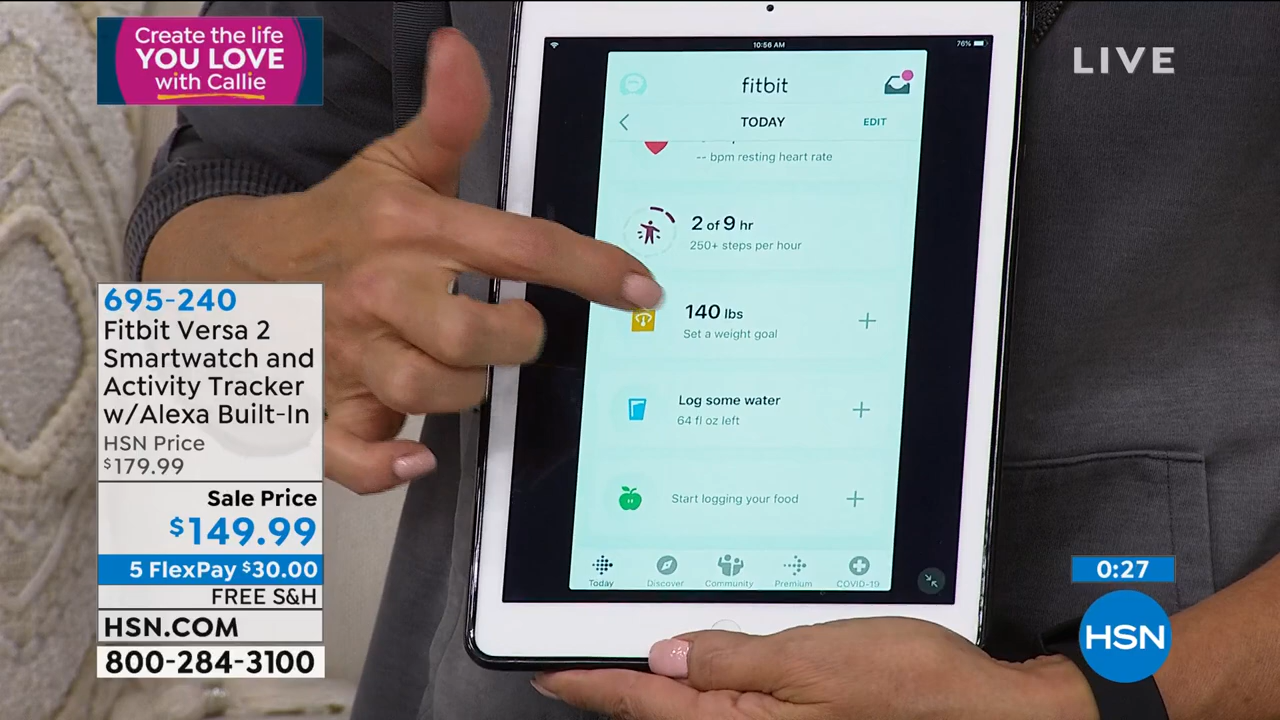 Create the life
YOU LOVE
with Callie
LIVE
695-240
Fitbit Versa 2
Smartwatch and
Activity Tracker
w/Alexa Built-In
HSN Price
$179.99
Sale Price
$149.99
5 FlexPay $30.00
FREE S&H
HSN.COM
800-284-3100
10:56 AM
76%
fitbit
TODAY
EDIT
-- bpm resting heart rate
2 of 9 hr
250+ steps per hour
140 lbs
Set a weight goal
Log some water
64 fl oz left
Start logging your food
Today
Discover
Community
Premium
COVID-19
0:27
HSN